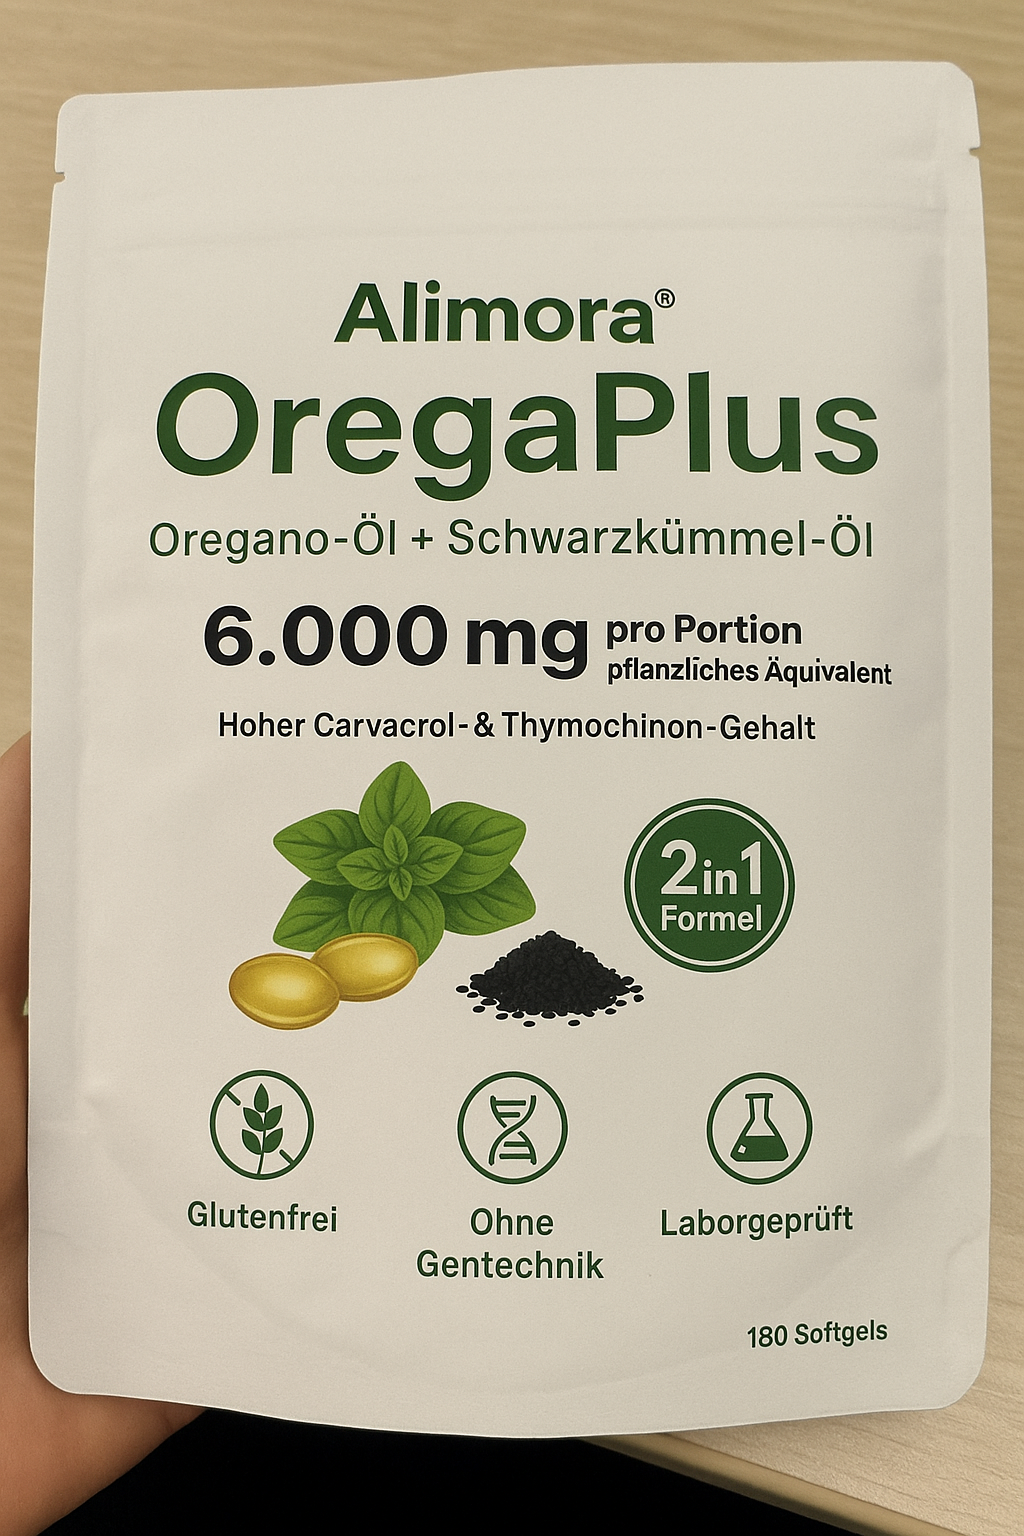 Alimora®
OregaPlus
Oregano-Öl + Schwarzkümmel-Öl
6.000 mg pro Portion
pflanzliches Äquivalent
Hoher Carvacrol- & Thymochinon-Gehalt
2in1
Formel
Glutenfrei
Ohne
Gentechnik
Laborgeprüft
180 Softgels